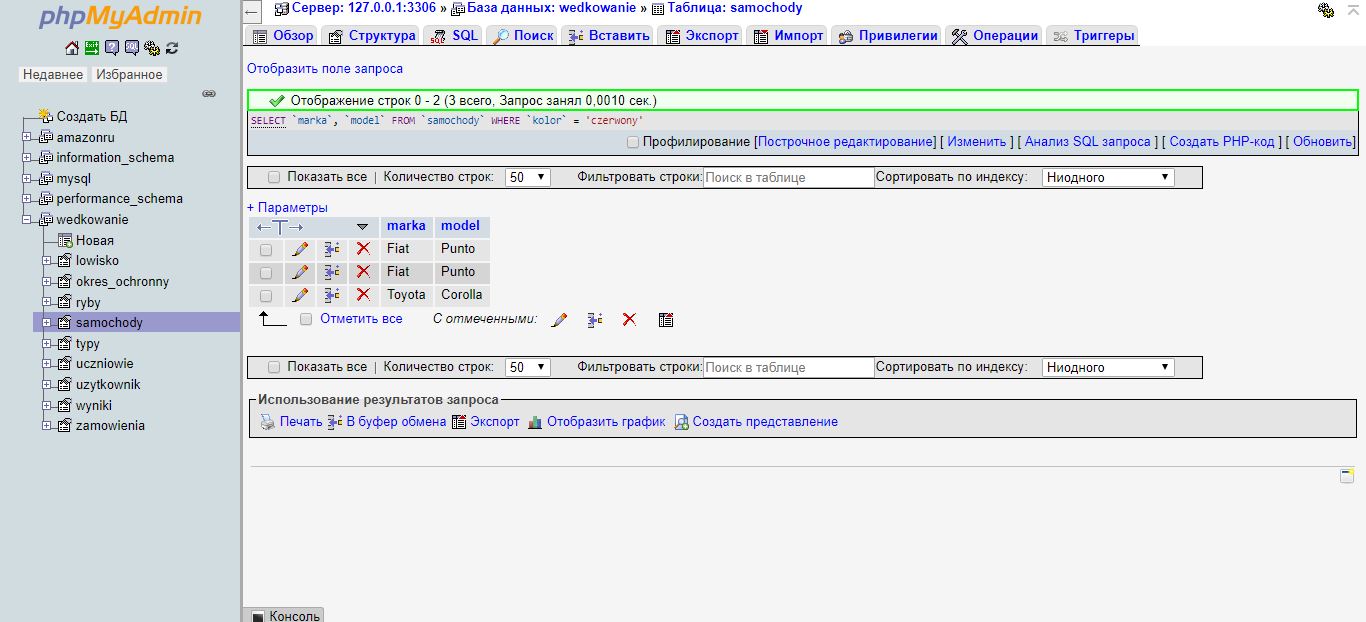 phpMyAdmin
Недавнее Избранное
Создать БД
amazonru
information_schema
mysql
performance_schema
wedkowanie
Новая
lowisko
okres_ochronny
ryby
samochody
typy
uczniowie
uzytkownik
wyniki
zamowienia
Сервер: 127.0.0.1:3306 » База данных: wedkowanie » Таблица: samochody
Обзор Структура SQL Поиск Вставить Экспорт Импорт Привилегии Операции Триггеры
Отобразить поле запроса
Отображение строк 0 - 2 (3 всего, Запрос занял 0,0010 сек.)
SELECT `marka`, `model` FROM `samochody` WHERE `kolor` = 'czerwony'
Профилирование [Построчное редактирование] [ Изменить ] [ Анализ SQL запроса ] [ Создать PHP-код ] [ Обновить]
Показать все | Количество строк: 50 Фильтровать строки: Поиск в таблице Сортировать по индексу: Ниодного
+ Параметры
←T→ marka model
Fiat Punto
Fiat Punto
Toyota Corolla
Отметить все С отмеченными:
Показать все | Количество строк: 50 Фильтровать строки: Поиск в таблице Сортировать по индексу: Ниодного
Использование результатов запроса
Печать В буфер обмена Экспорт Отобразить график Создать представление
Консоль